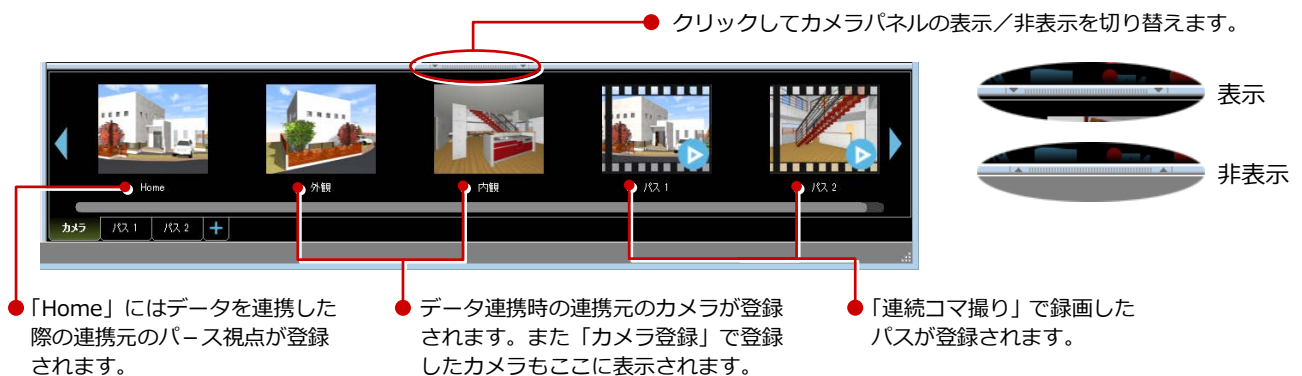 クリックしてカメラパネルの表示／非表示を切り替えます。
表示
非表示
Home
外観
内観
パス 1
パス 2
カメラ
パス 1
パス 2
+
「Home」にはデータを連携した
際の連携元のパース視点が登録
されます。
データ連携時の連携元のカメラが登録
されます。また「カメラ登録」で登録
したカメラもここに表示されます。
「連続コマ撮り」で録画した
パスが登録されます。